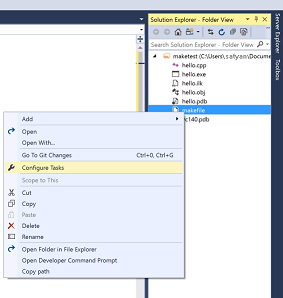 Solution Explorer - Folder View
Search Solution Explorer - Folder View
maketest (C:\Users\satyam\Docume
hello.cpp
hello.exe
hello.ilk
hello.obj
hello.pdb
makefile
c140.pdb
Server Explorer
Toolbox
Add
Open
Open With...
Go To Git Changes Ctrl+0, Ctrl+G
Configure Tasks
Scope to This
Cut
Copy
Paste
Delete
Rename
Open Folder in File Explorer
Open Developer Command Prompt
Copy path